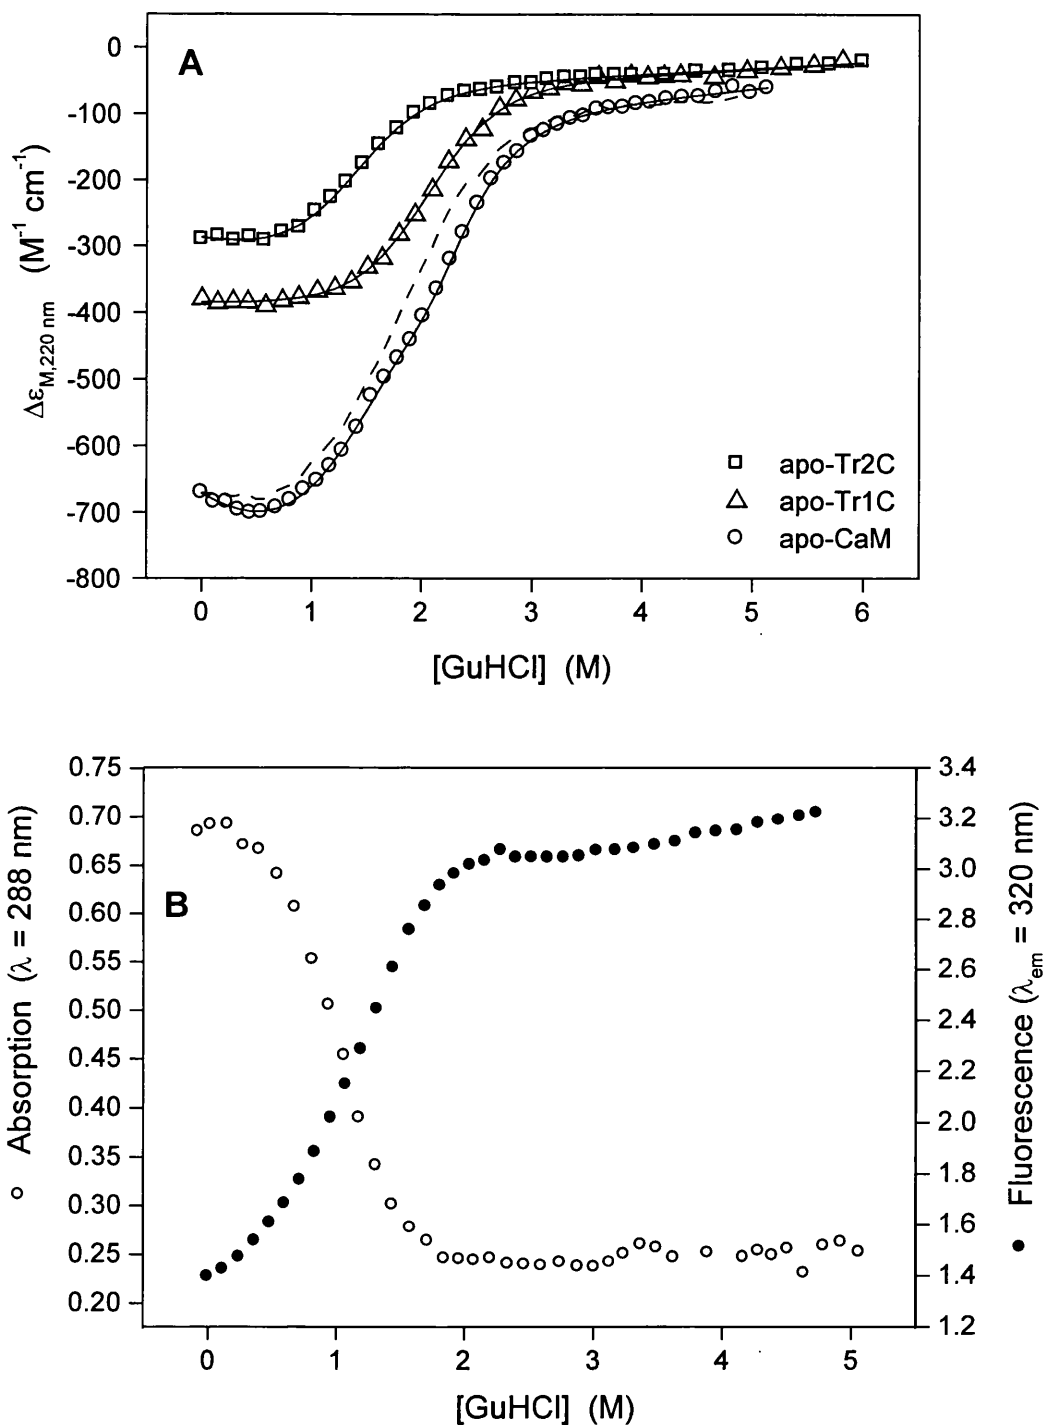 A
0
-100
-200
-300
-400
-500
-600
-700
-800
Δε_M,220 nm (M⁻¹ cm⁻¹)
apo-Tr2C
apo-Tr1C
apo-CaM
0 1 2 3 4 5 6
[GuHCl] (M)
B
0.75
0.70
0.65
0.60
0.55
0.50
0.45
0.40
0.35
0.30
0.25
0.20
Absorption (λ = 288 nm)
3.4
3.2
3.0
2.8
2.6
2.4
2.2
2.0
1.8
1.6
1.4
1.2
Fluorescence (λ_em = 320 nm)
0 1 2 3 4 5
[GuHCl] (M)